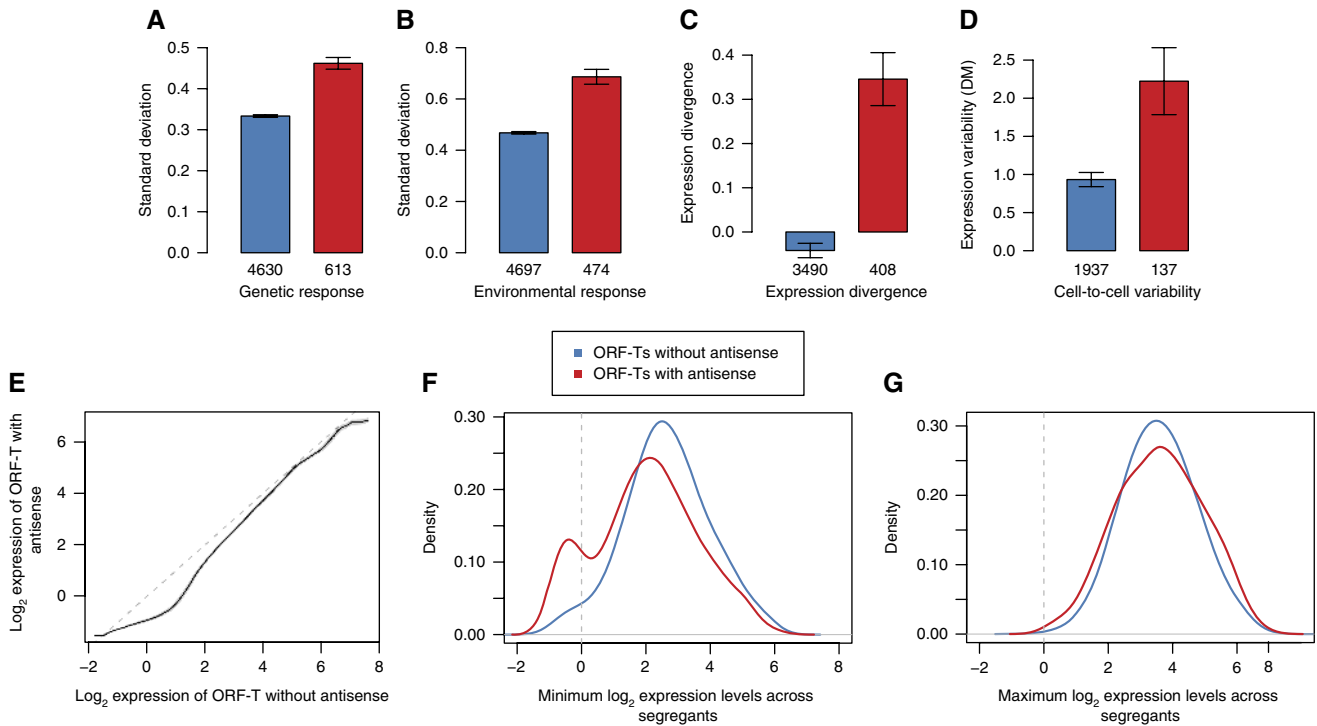 A
B
C
D
Standard deviation
0.5
0.4
0.3
0.2
0.1
0.0
4630 613
Genetic response
Standard deviation
0.8
0.6
0.4
0.2
0.0
4697 474
Environmental response
Expression divergence
0.4
0.3
0.2
0.1
0.0
3490 408
Expression divergence
Expression variability (DM)
2.5
2.0
1.5
1.0
0.5
0.0
1937 137
Cell-to-cell variability
ORF-Ts without antisense
ORF-Ts with antisense
E
F
G
Log2 expression of ORF-T with
antisense
6
4
2
0
−2 0 2 4 6 8
Log2 expression of ORF-T without antisense
Density
0.30
0.20
0.10
0.00
−2 0 2 4 6 8
Minimum log2 expression levels across
segregants
Density
0.30
0.20
0.10
0.00
−2 0 2 4 6 8
Maximum log2 expression levels across
segregants